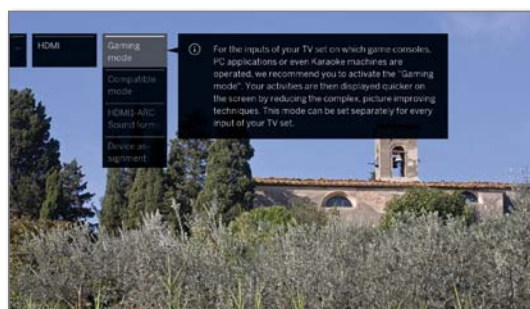 HDMI
Gaming
mode
Compatible
mode
HDMI1-ARC
Sound form
Device as-
signment
For the inputs of your TV set on which game consoles,
PC applications or even Karaoke machines are
operated, we recommend you to activate the "Gaming
mode". Your activities are then displayed quicker on
the screen by reducing the complex, picture improving
techniques. This mode can be set separately for every
input of your TV set.